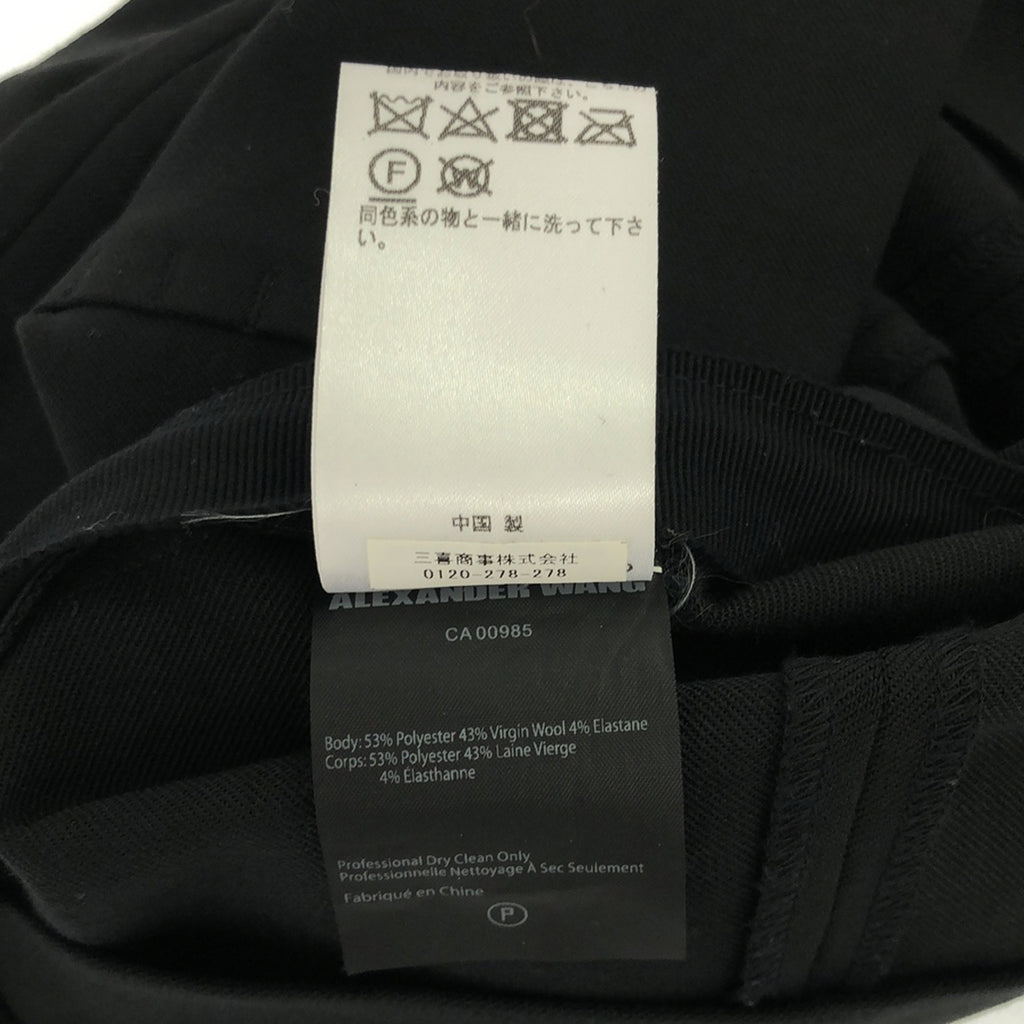 内容をご参照下さい。
F
W
同色系の物と一緒に洗って下さ
い。
中国 製
三喜商事株式会社
0120-278-278
ALEXANDER WANG
CA00985
Body: 53% Polyester 43% Virgin Wool 4% Elastane
Corps: 53% Polyester 43% Laine Vierge
4% Élasthanne
Professional Dry Clean Only
Professionnelle Nettoyage À Sec Seulement
Fabriqué en Chine
P